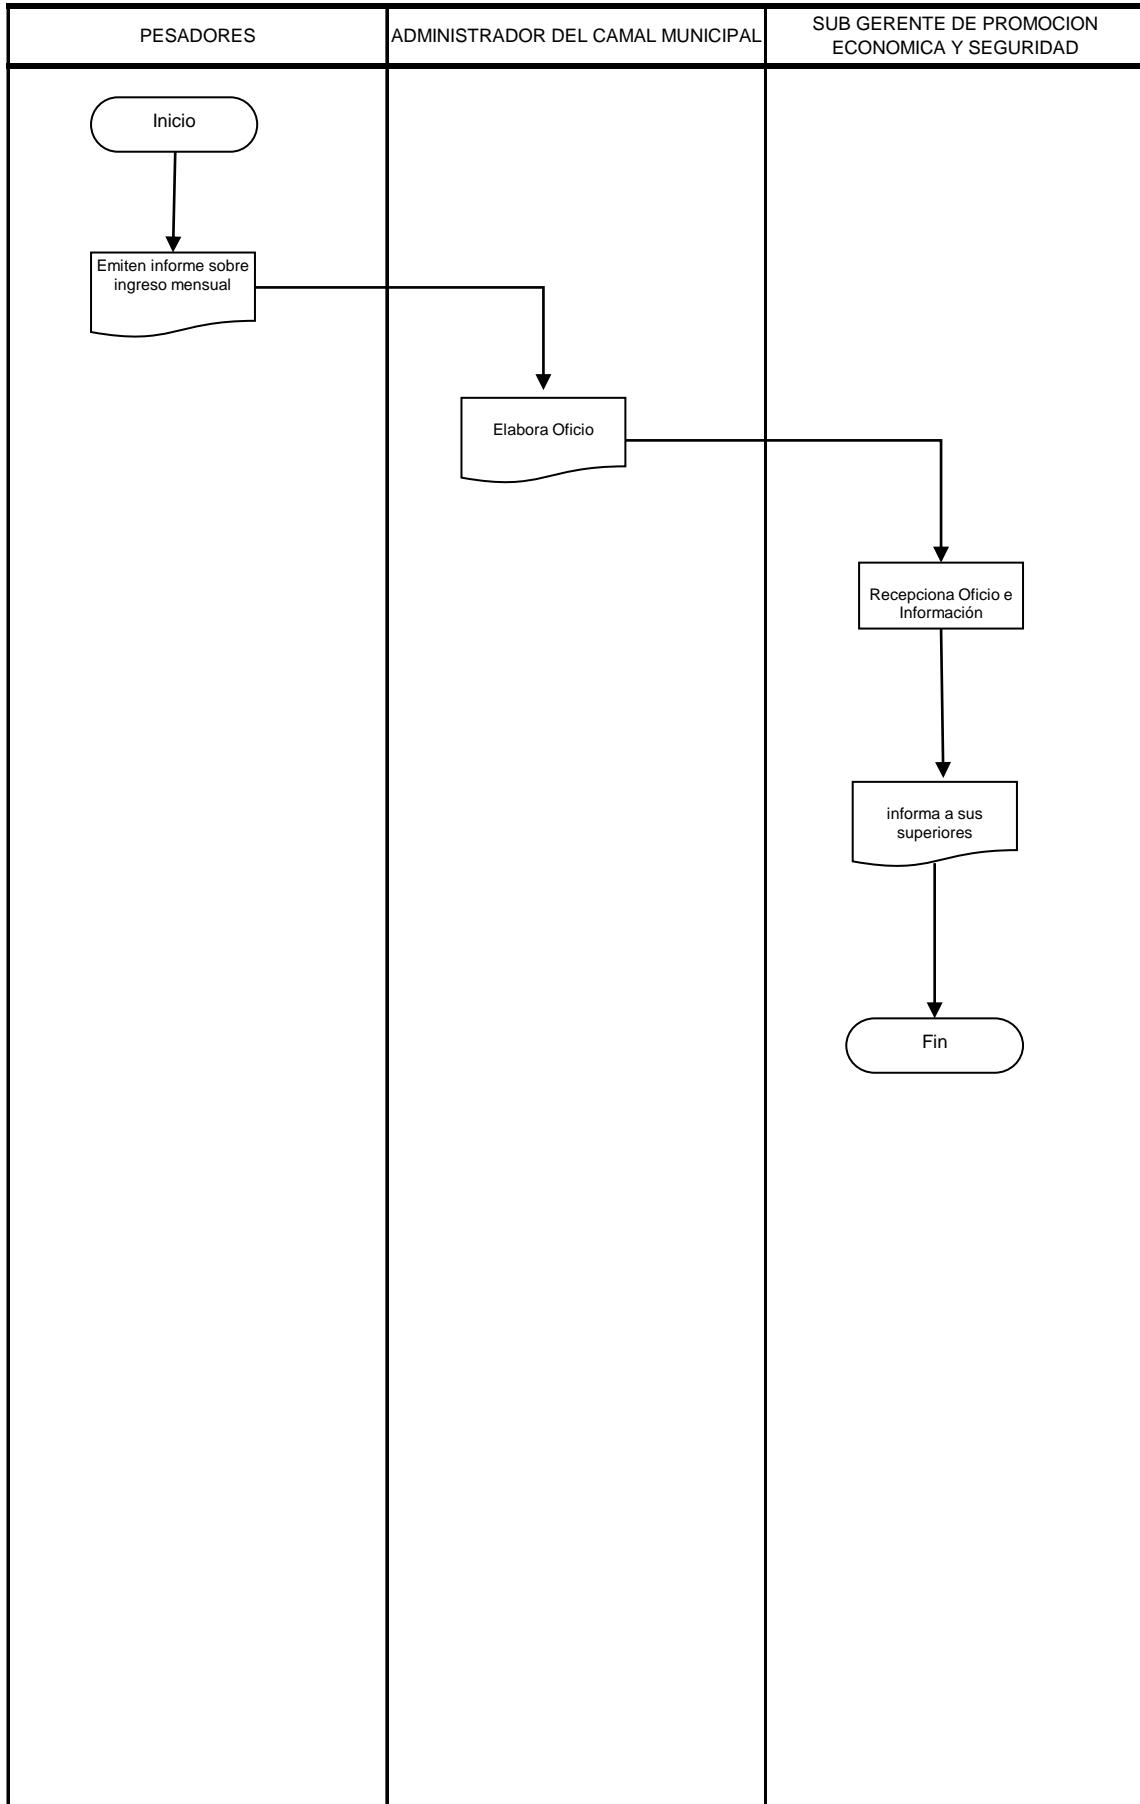 PESADORES
ADMINISTRADOR DEL CAMAL MUNICIPAL
SUB GERENTE DE PROMOCION
ECONOMICA Y SEGURIDAD
Inicio
Emiten informe sobre
ingreso mensual
Elabora Oficio
Recepciona Oficio e
Información
informa a sus
superiores
Fin